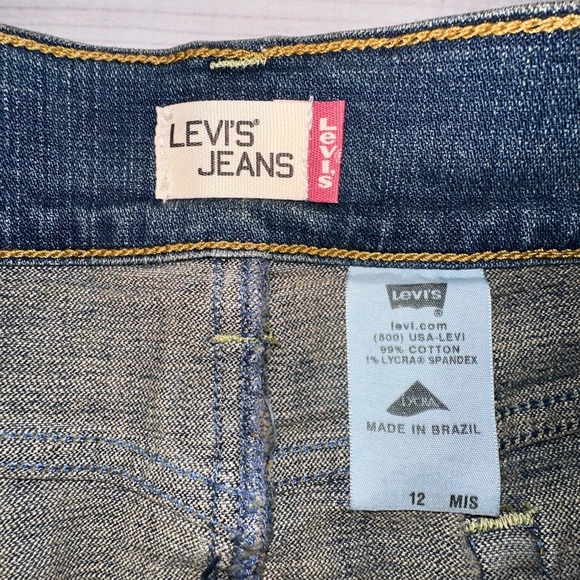 LEVI'S® JEANS
Levi's
Levi's
levi.com
(800) USA-LEVI
99% COTTON
1% LYCRA® SPANDEX
LYCRA
MADE IN BRAZIL
12 MIS